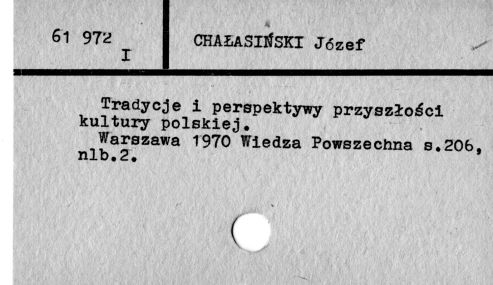 61 972
I
CHAŁASIŃSKI Józef
Tradycje i perspektywy przyszłości
kultury polskiej.
Warszawa 1970 Wiedza Powszechna s.206,
nlb.2.